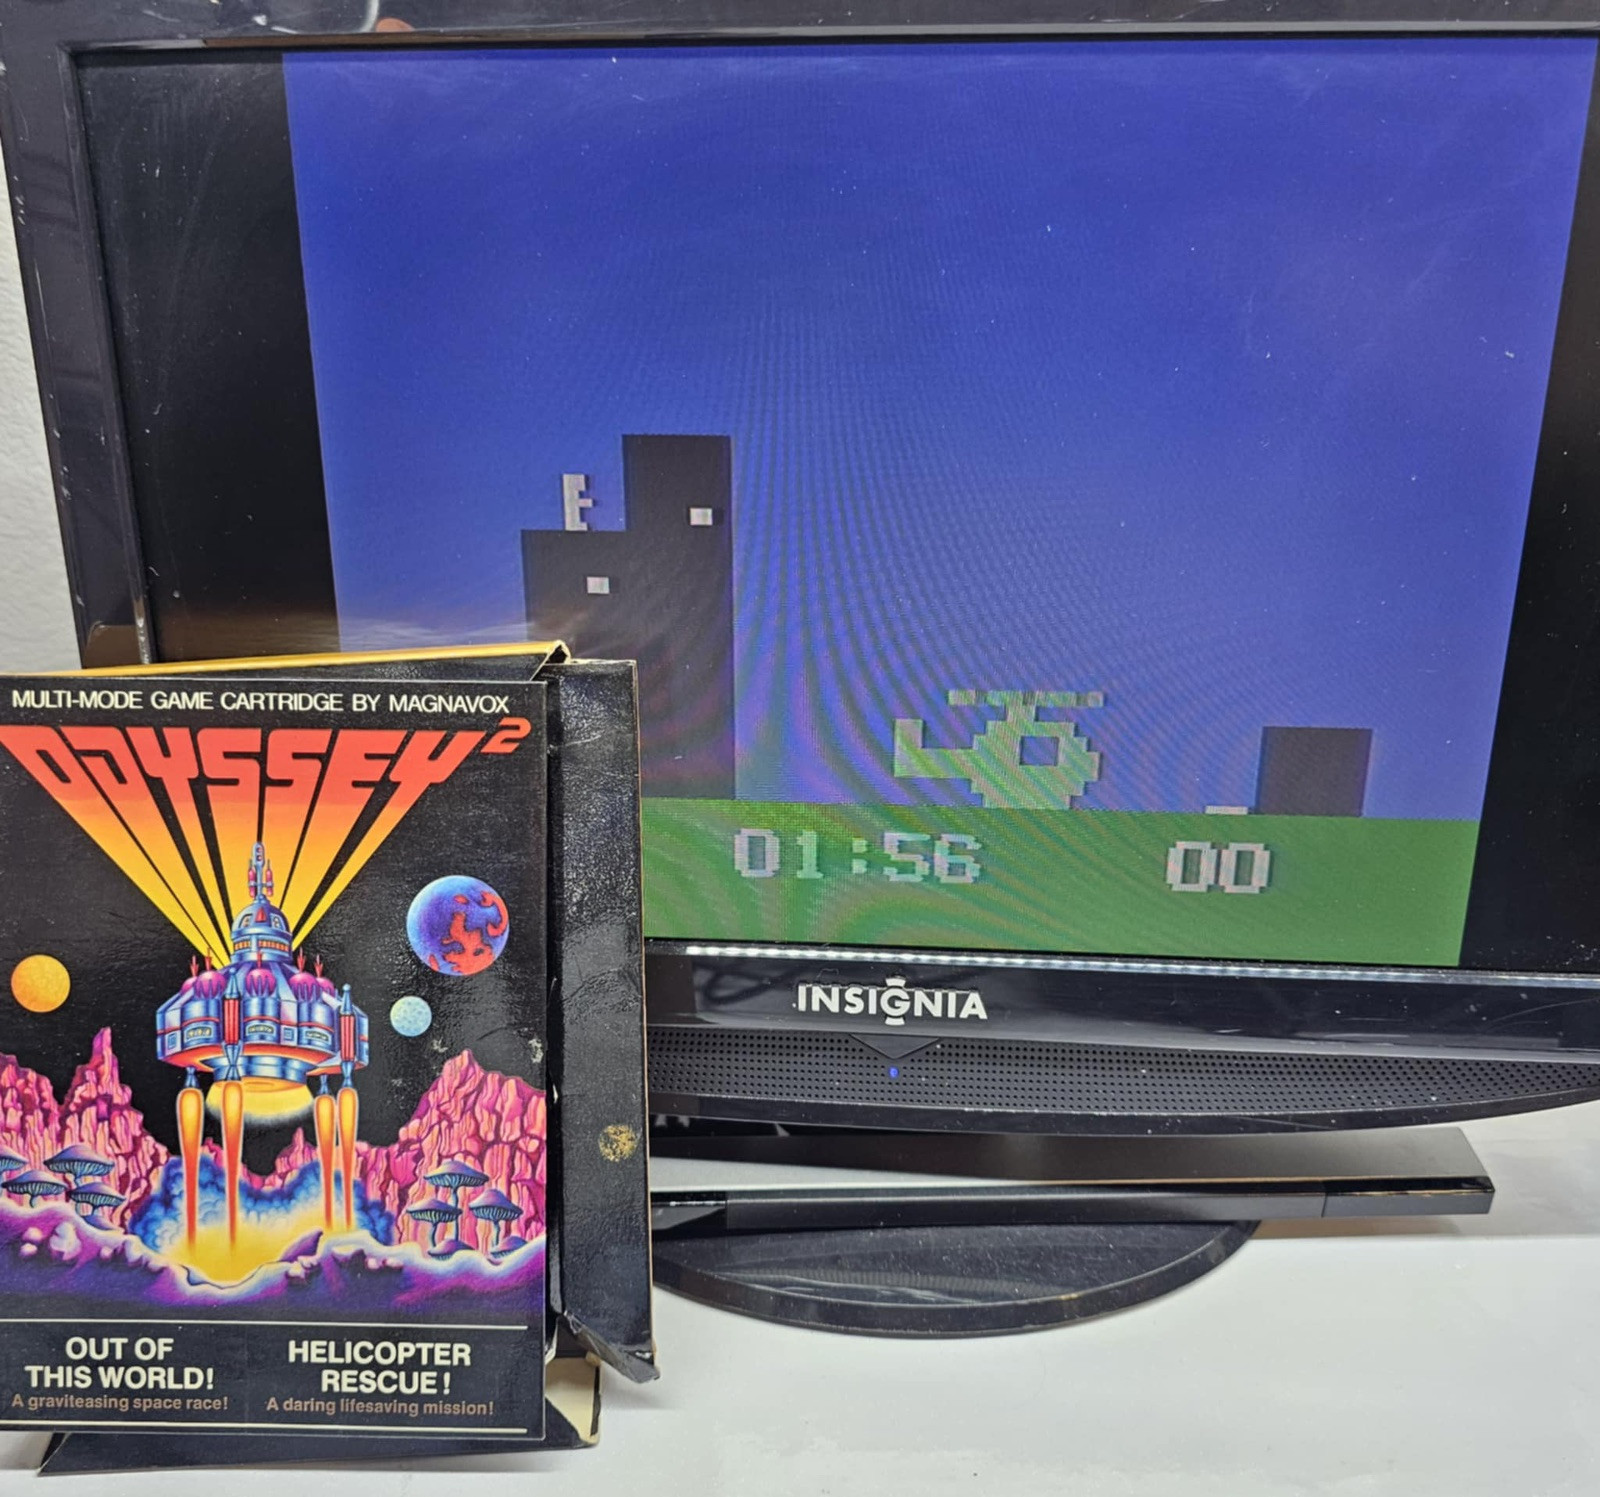 MULTI-MODE GAME CARTRIDGE BY MAGNAVOX
ODYSSEY²
OUT OF
THIS WORLD!
A graviteasing space race!
HELICOPTER
RESCUE!
A daring lifesaving mission!
01:56
00
INSIGNIA